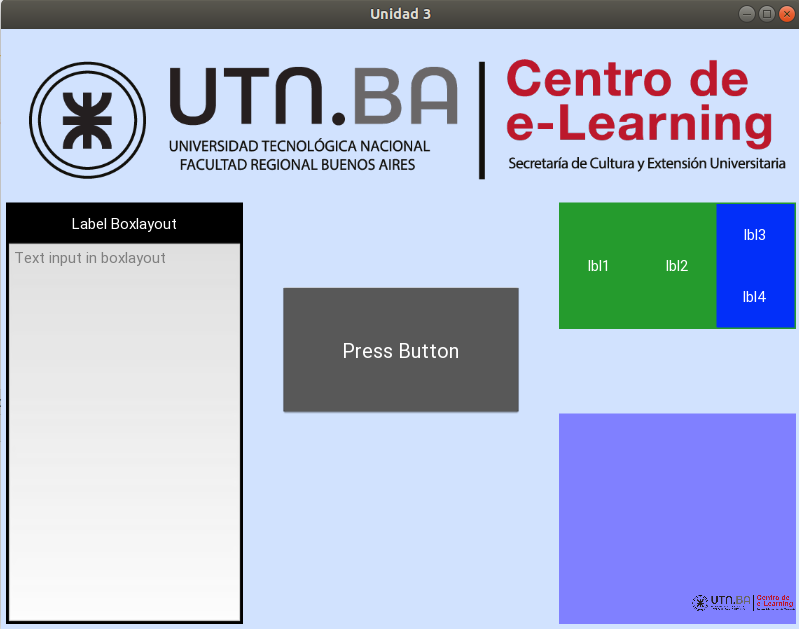 Unidad 3
UTN.BA
UNIVERSIDAD TECNOLÓGICA NACIONAL
FACULTAD REGIONAL BUENOS AIRES
Centro de
e-Learning
Secretaría de Cultura y Extensión Universitaria
Label Boxlayout
Text input in boxlayout
Press Button
lbl1
lbl2
lbl3
lbl4
UTN.BA
Centro de
e-Learning